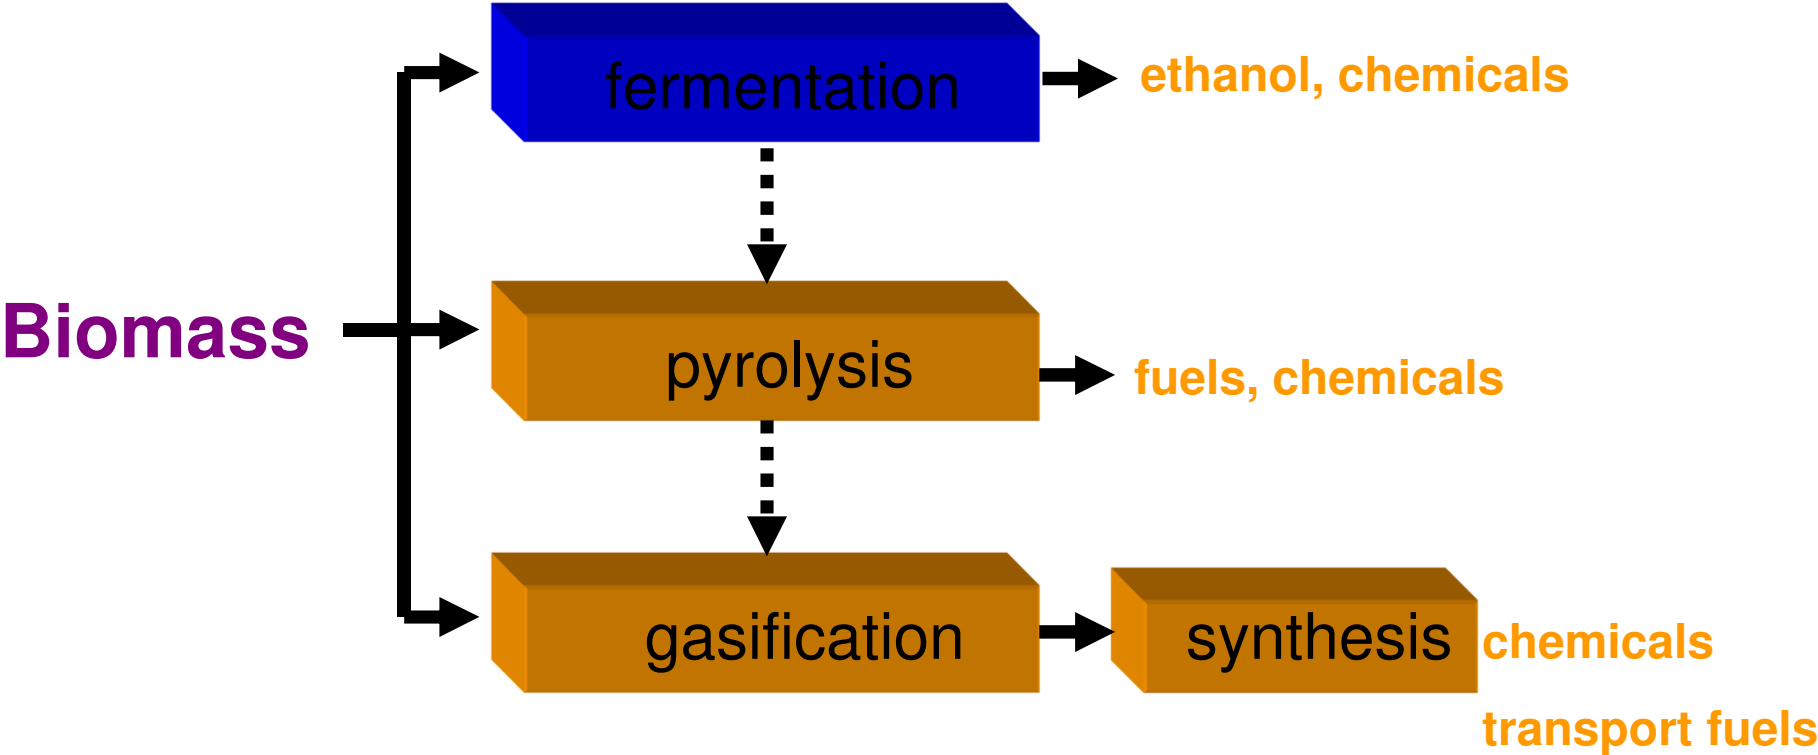 fermentation
ethanol, chemicals
Biomass
pyrolysis
fuels, chemicals
gasification
synthesis
chemicals
transport fuels